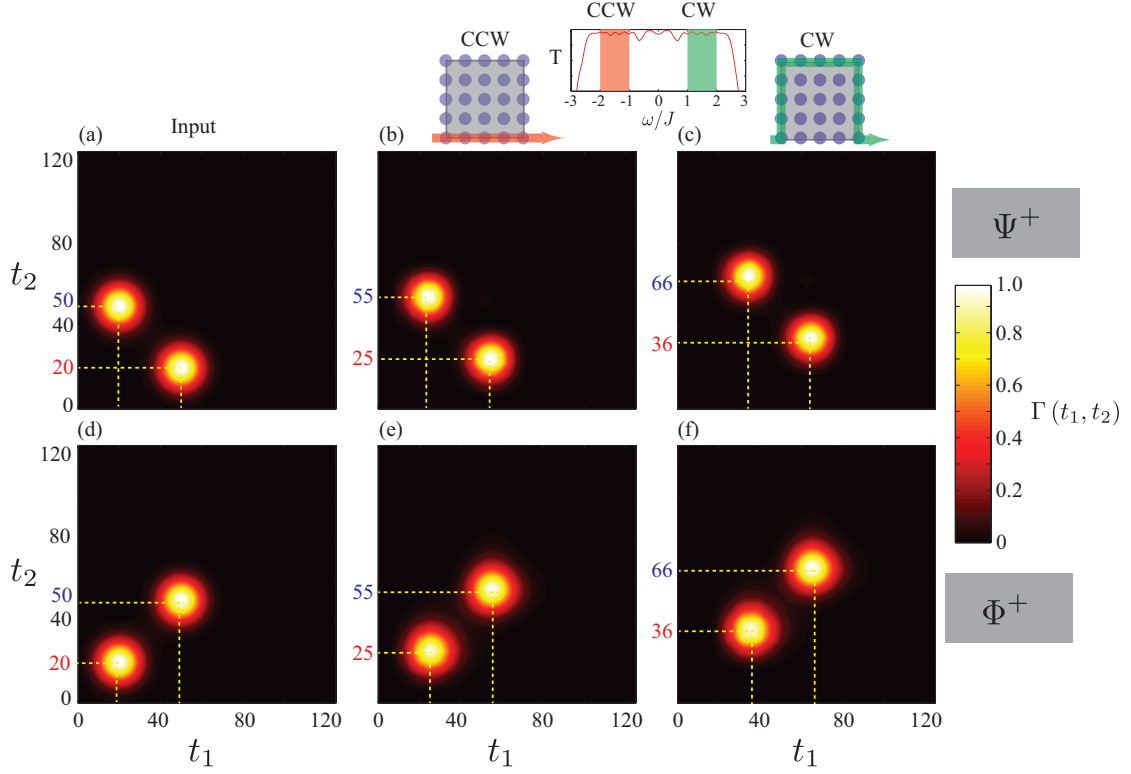 CCW CW
CCW
T
-3 -2 -1 0 1 2 3
ω/J
CW
(a) Input (b) (c)
120
80
t₂
50
40
20
0
55
25
66
36
Ψ⁺
(d) (e) (f)
120
80
t₂
50
40
20
0
0 40 80 120
t₁
55
25
0 40 80 120
t₁
66
36
0 40 80 120
t₁
1.0
0.8
0.6
0.4
0.2
0
Γ (t₁, t₂)
Φ⁺